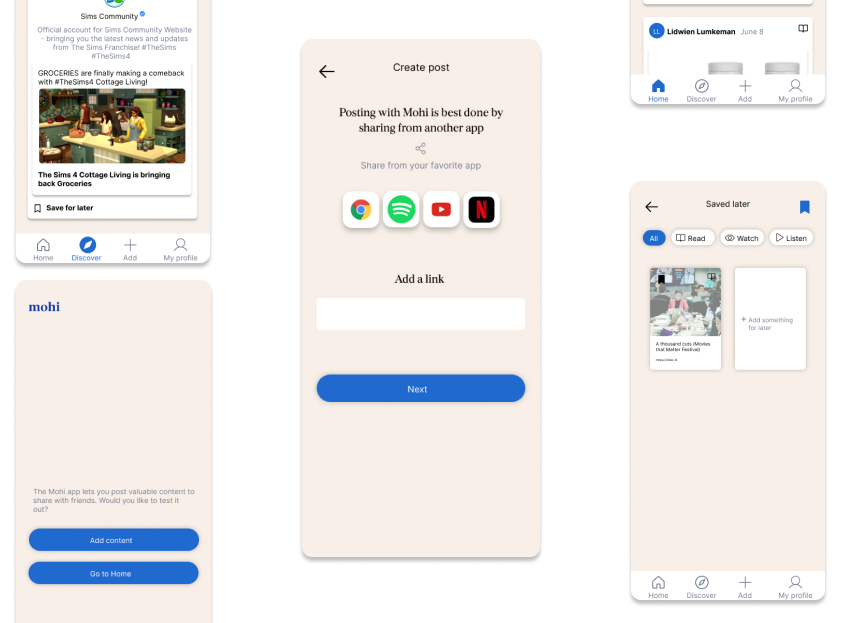 Sims Community
Official account for Sims Community Website
- bringing you the latest news and updates
from The Sims Franchise! #TheSims
#TheSims4
GROCERIES are finally making a comeback
with #TheSims4 Cottage Living!
The Sims 4 Cottage Living is bringing
back Groceries
Save for later
Home
Discover
Add
My profile
mohi
The Mohi app lets you post valuable content to
share with friends. Would you like to test it
out?
Add content
Go to Home
Create post
Posting with Mohi is best done by
sharing from another app
Share from your favorite app
N
Add a link
Next
LL Lidwien Lumkeman June 8
Home
Discover
Add
My profile
Saved later
All
Read
Watch
Listen
A thousand cuts (Movies
that Matter Festival)
+ Add something
for later
Home
Discover
Add
My profile